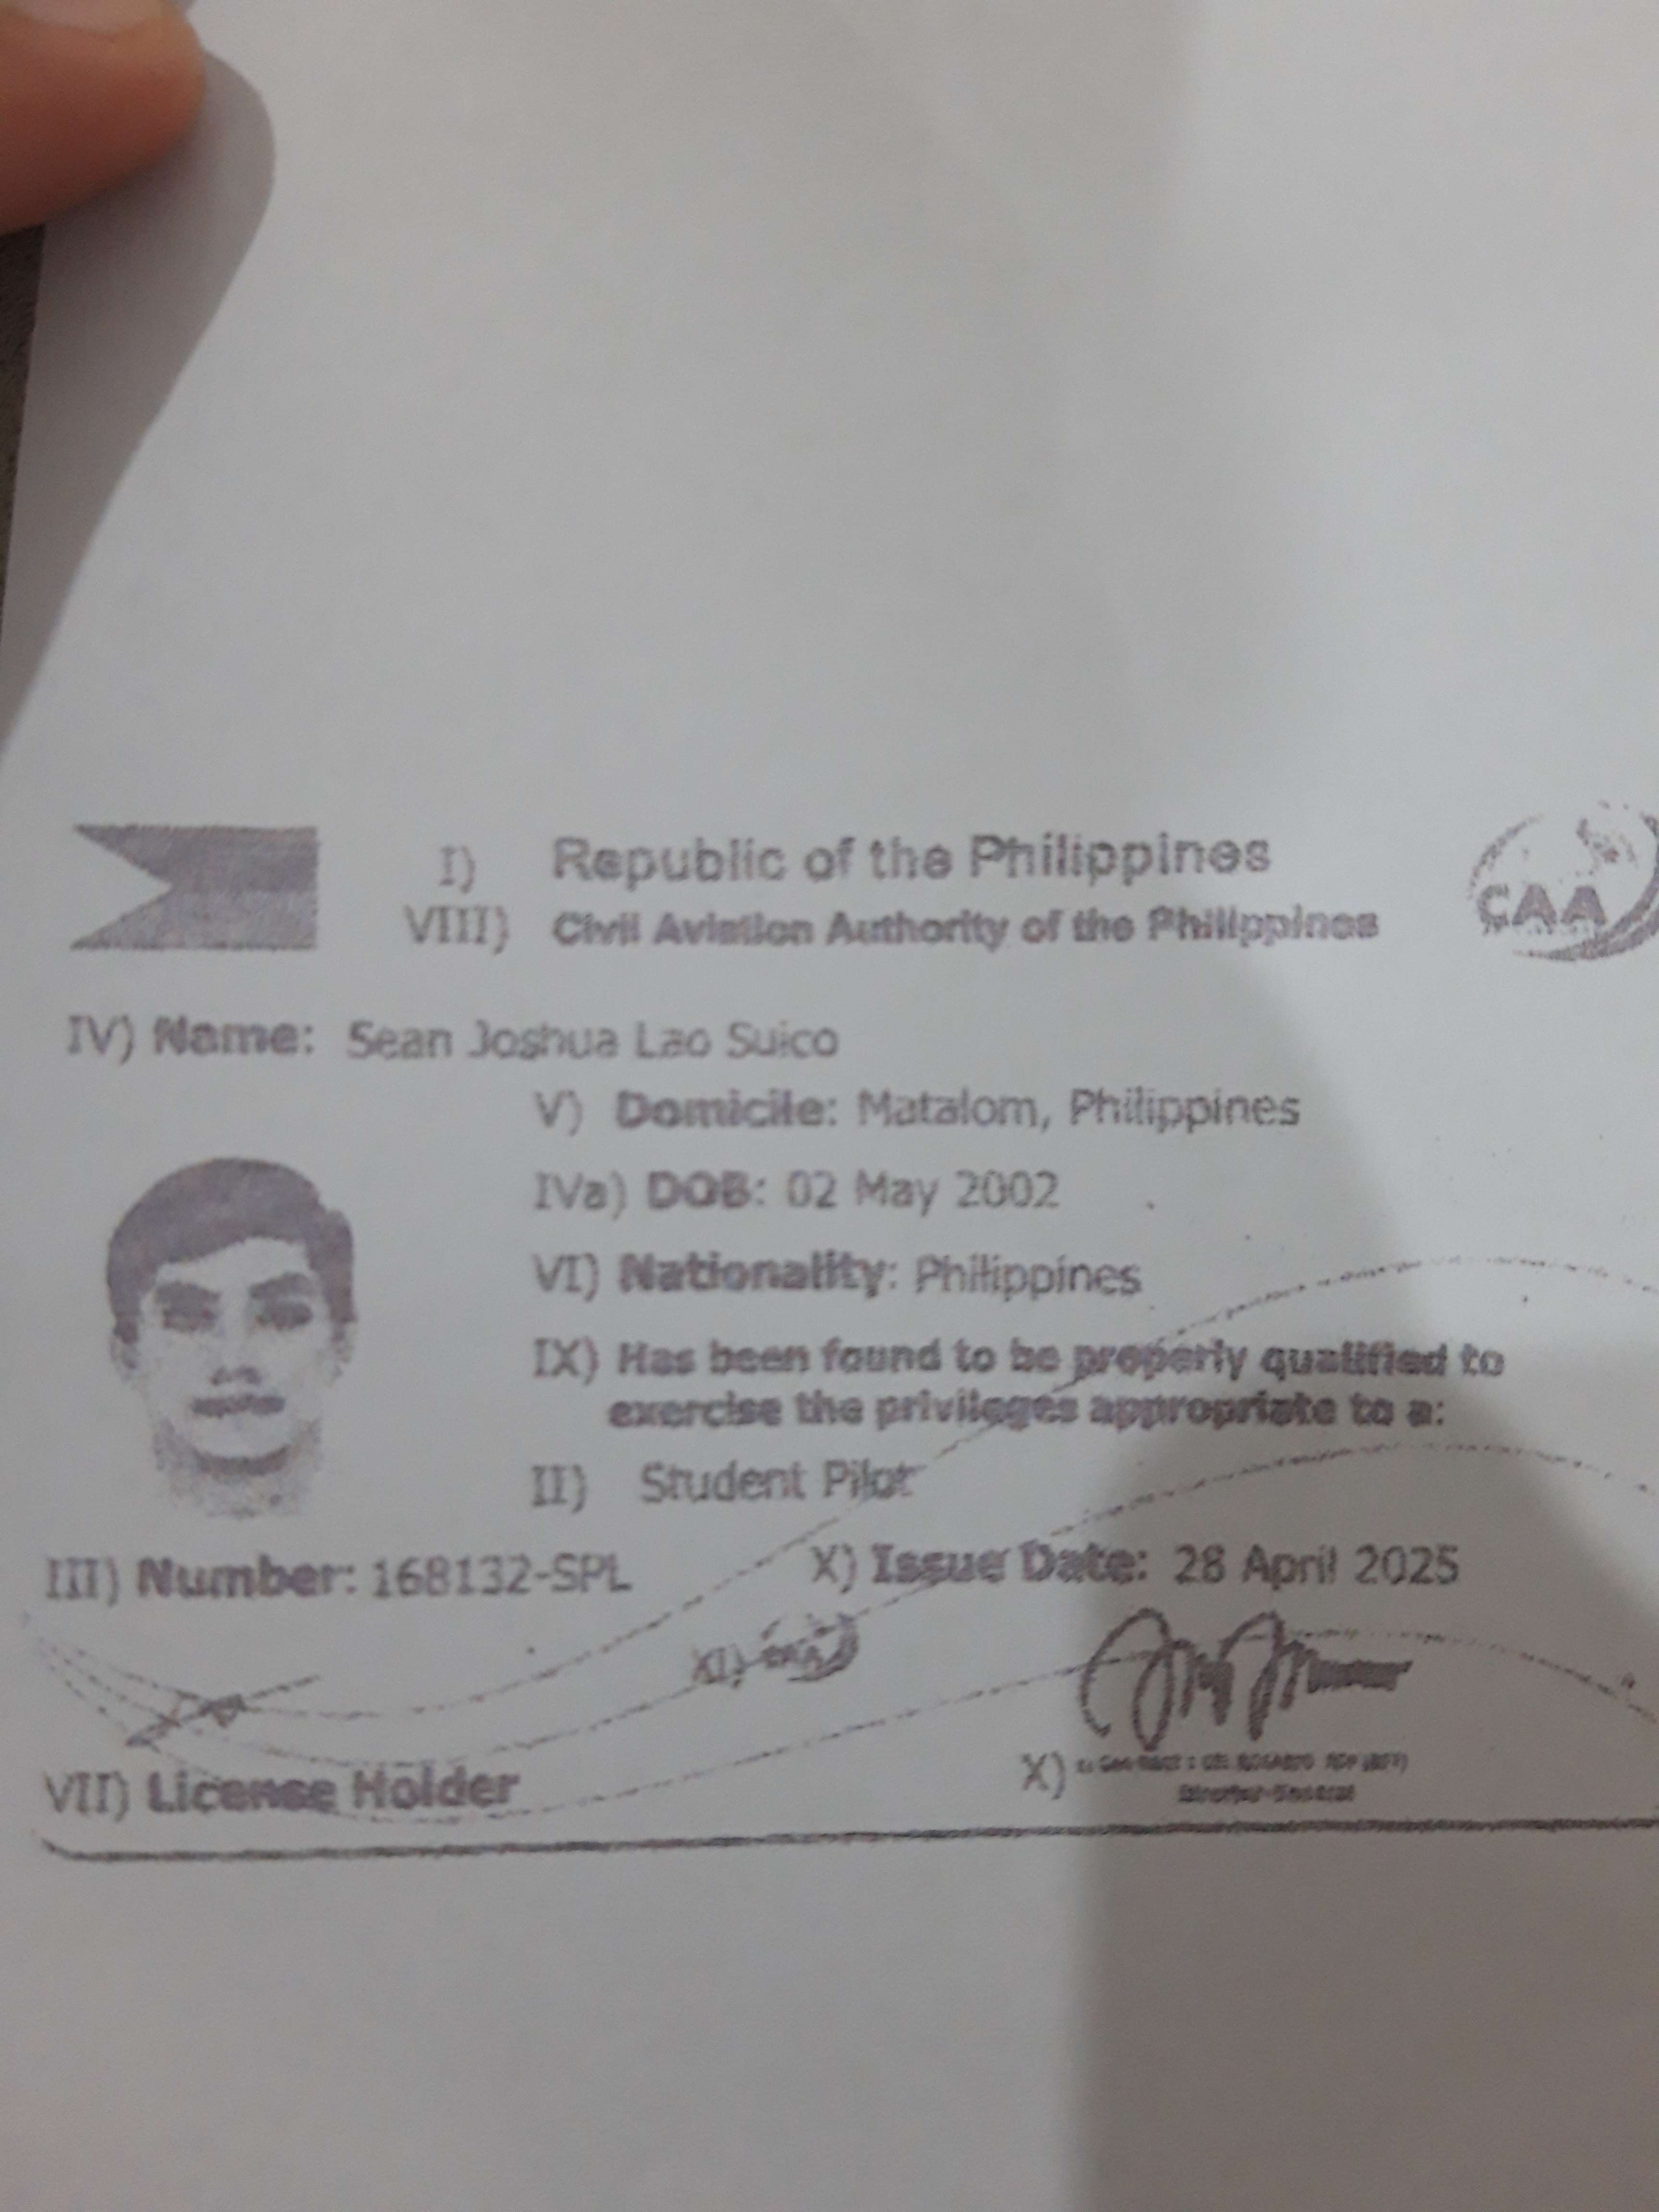 I) Republic of the Philippines
VIII) Civil Aviation Authority of the Philippines
CAA
IV) Name: Sean Joshua Lao Suico
V) Domicile: Matalom, Philippines
IVa) DOB: 02 May 2002
VI) Nationality: Philippines
IX) Has been found to be properly qualified to
exercise the privileges appropriate to a:
II) Student Pilot
III) Number: 168132-SPL X) Issue Date: 28 April 2025
XI)
VII) License Holder
X)
Director-General